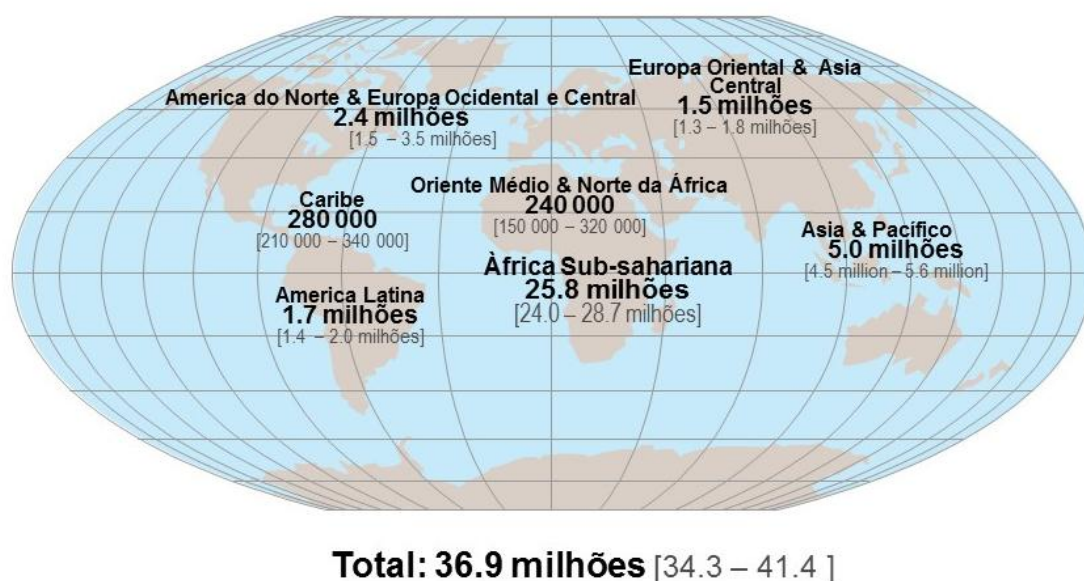 Europa Oriental & Asia
Central
1.5 milhões
[1.3 – 1.8 milhões]
America do Norte & Europa Ocidental e Central
2.4 milhões
[1.5 – 3.5 milhões]
Oriente Médio & Norte da África
240 000
[150 000 – 320 000]
Caribe
280 000
[210 000 – 340 000]
Asia & Pacífico
5.0 milhões
[4.5 million – 5.6 million]
Àfrica Sub-sahariana
25.8 milhões
[24.0 – 28.7 milhões]
America Latina
1.7 milhões
[1.4 – 2.0 milhões]
Total: 36.9 milhões [34.3 – 41.4 ]